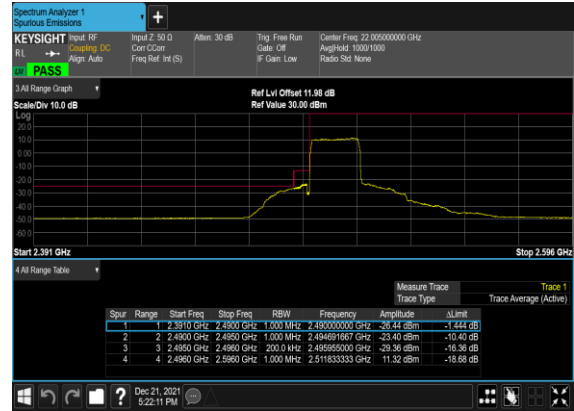 Spectrum Analyzer 1
Spurious Emissions
KEYSIGHT Input: RF Input Z: 50 Ω Atten: 30 dB Trig: Free Run Center Freq: 22.005000000 GHz
RL Coupling: DC Corr CCorr Gate: Off Avg|Hold: 1000/1000
Align: Auto Freq Ref: Int (S) IF Gain: Low Radio Std: None
PASS
3 All Range Graph
Ref Lvl Offset 11.98 dB
Scale/Div 10.0 dB Ref Value 30.00 dBm
Log
20.0
10.0
0.00
-10.0
-20.0
-30.0
-40.0
-50.0
-60.0
Start 2.391 GHz Stop 2.596 GHz
4 All Range Table
Measure Trace Trace 1
Trace Type Trace Average (Active)
Spur Range Start Freq Stop Freq RBW Frequency Amplitude ΔLimit
1 1 2.3910 GHz 2.4900 GHz 1.000 MHz 2.490000000 GHz -26.44 dBm -1.444 dB
2 2 2.4900 GHz 2.4950 GHz 1.000 MHz 2.494691667 GHz -23.40 dBm -10.40 dB
3 3 2.4950 GHz 2.4960 GHz 200.0 kHz 2.495955000 GHz -29.36 dBm -16.36 dB
4 4 2.4960 GHz 2.5960 GHz 1.000 MHz 2.511833333 GHz 11.32 dBm -18.68 dB
? Dec 21, 2021
5:22:11 PM